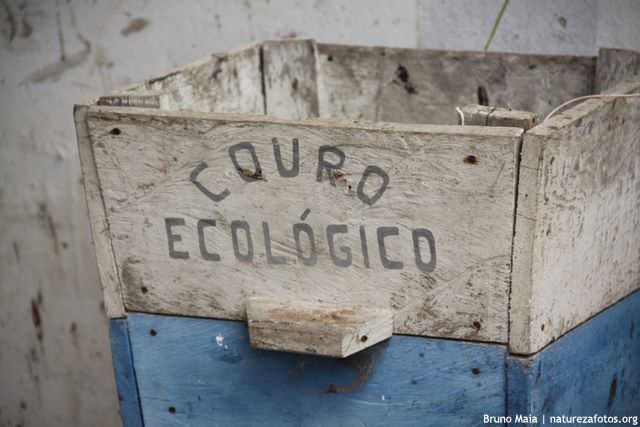 COURO
ECOLÓGICO
Bruno Maia | naturezafotos.org